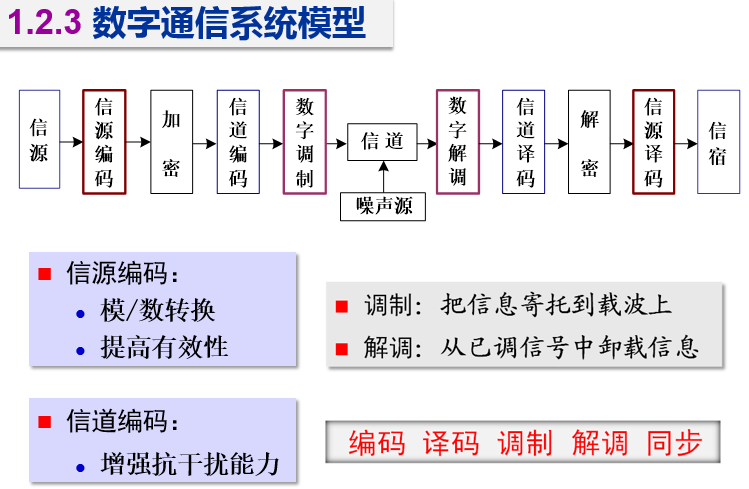 1.2.3 数字通信系统模型
信源
信源编码
加密
信道编码
数字调制
信道
数字解调
信道译码
解密
信源译码
信宿
噪声源
信源编码：
模/数转换
提高有效性
信道编码：
增强抗干扰能力
调制：把信息寄托到载波上
解调：从已调信号中卸载信息
编码 译码 调制 解调 同步